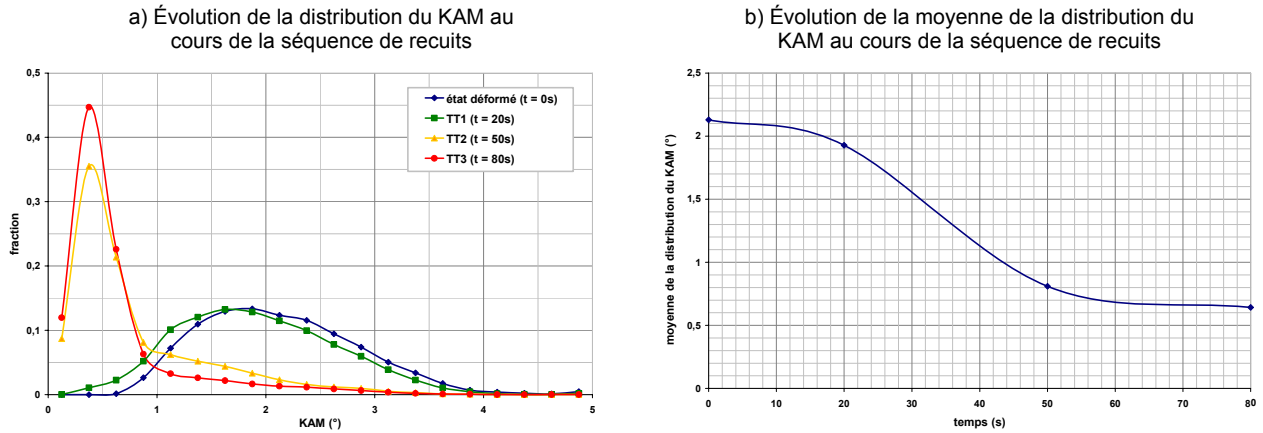 a) Évolution de la distribution du KAM au
cours de la séquence de recuits
0,5
0,4
0,3
0,2
0,1
0
fraction
0 1 2 3 4 5
KAM (°)
état déformé (t = 0s)
TT1 (t = 20s)
TT2 (t = 50s)
TT3 (t = 80s)
b) Évolution de la moyenne de la distribution du
KAM au cours de la séquence de recuits
2,5
2
1,5
1
0,5
0
moyenne de la distribution du KAM (°)
0 10 20 30 40 50 60 70 80
temps (s)